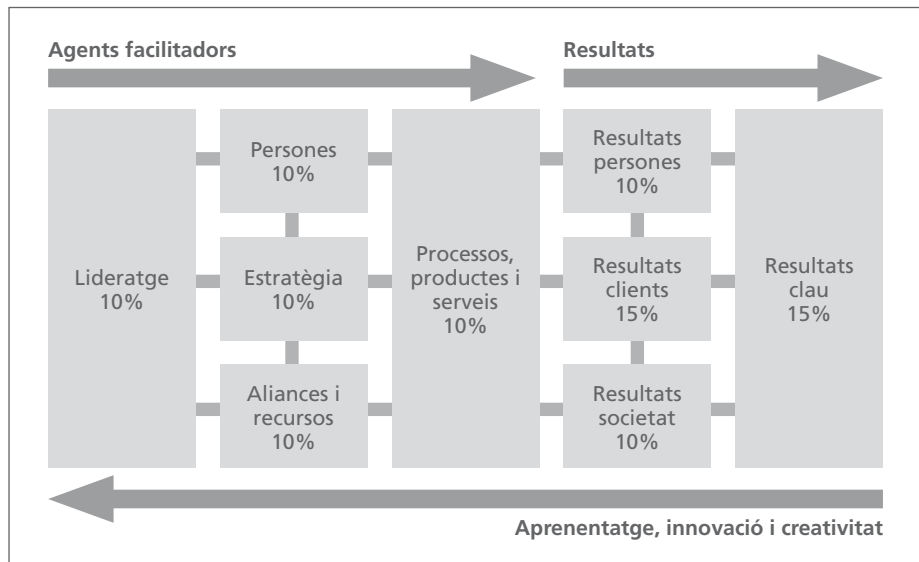 Agents facilitadors
Resultats
Lideratge
10%
Persones
10%
Estratègia
10%
Aliances i
recursos
10%
Processos,
productes i
serveis
10%
Resultats
persones
10%
Resultats
clients
15%
Resultats
societat
10%
Resultats
clau
15%
Aprenentatge, innovació i creativitat